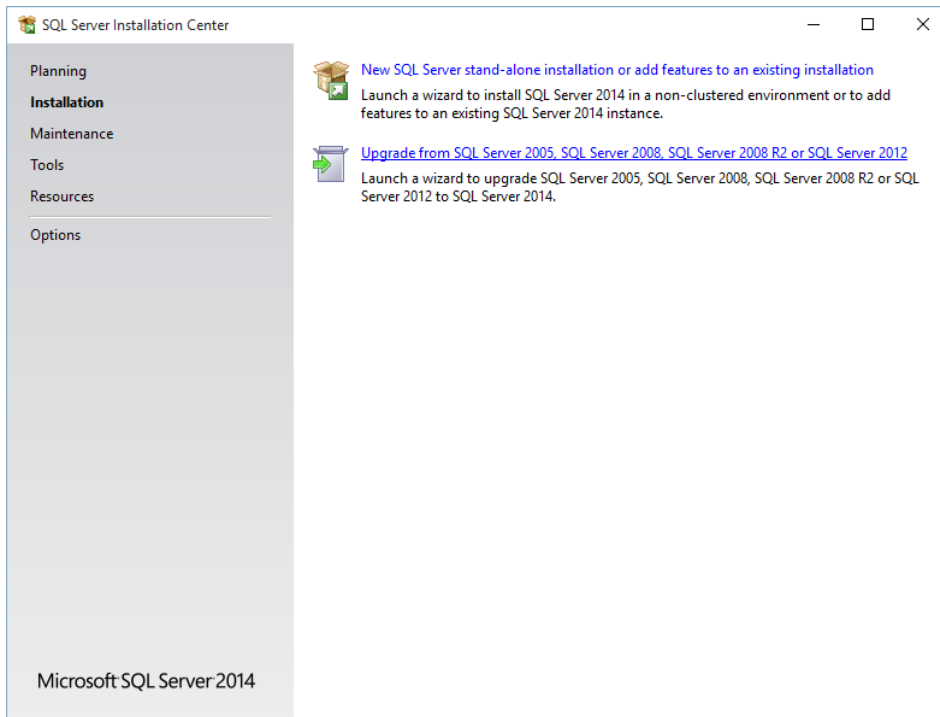 SQL Server Installation Center
Planning
Installation
Maintenance
Tools
Resources
Options
New SQL Server stand-alone installation or add features to an existing installation
Launch a wizard to install SQL Server 2014 in a non-clustered environment or to add
features to an existing SQL Server 2014 instance.
Upgrade from SQL Server 2005, SQL Server 2008, SQL Server 2008 R2 or SQL Server 2012
Launch a wizard to upgrade SQL Server 2005, SQL Server 2008, SQL Server 2008 R2 or SQL
Server 2012 to SQL Server 2014.
Microsoft SQL Server 2014